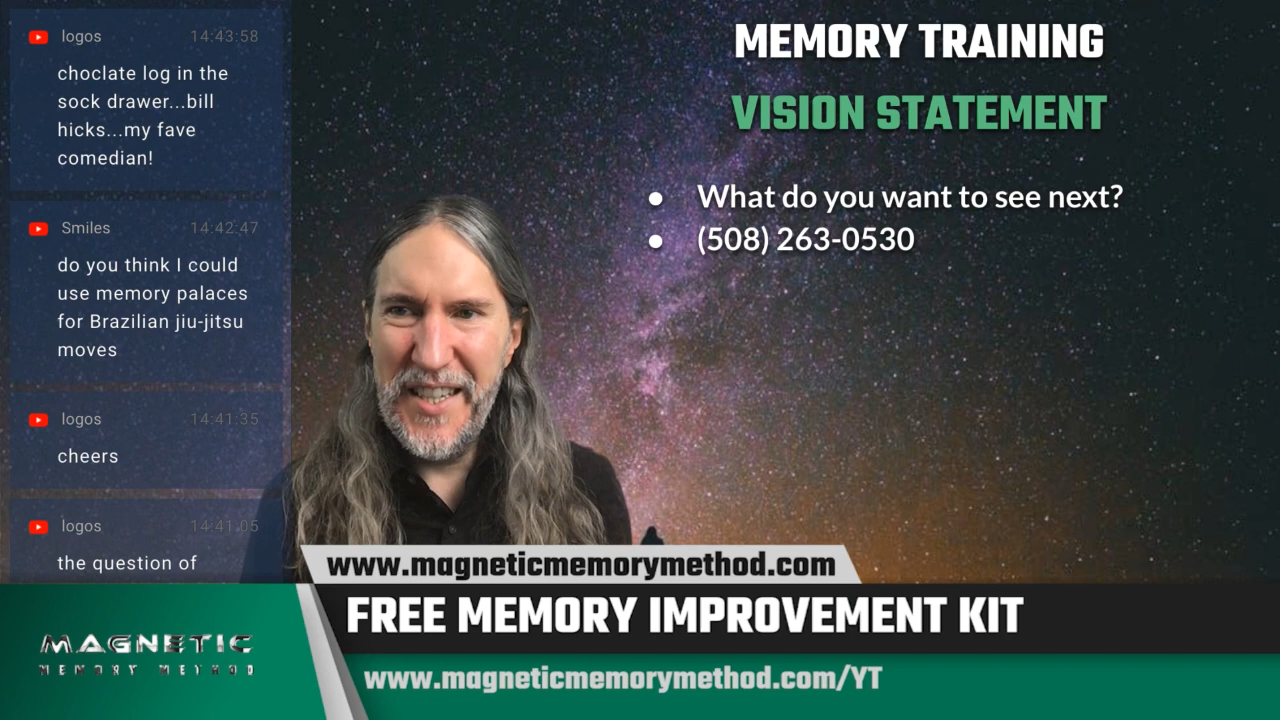 logos 14:43:58
choclate log in the
sock drawer...bill
hicks...my fave
comedian!
Smiles 14:42:47
do you think I could
use memory palaces
for Brazilian jiu-jitsu
moves
logos 14:41:35
cheers
logos 14:41:05
the question of
MEMORY TRAINING
VISION STATEMENT
• What do you want to see next?
• (508) 263-0530
www.magneticmemorymethod.com
FREE MEMORY IMPROVEMENT KIT
www.magneticmemorymethod.com/YT
MAGNETIC
MEMORY METHOD